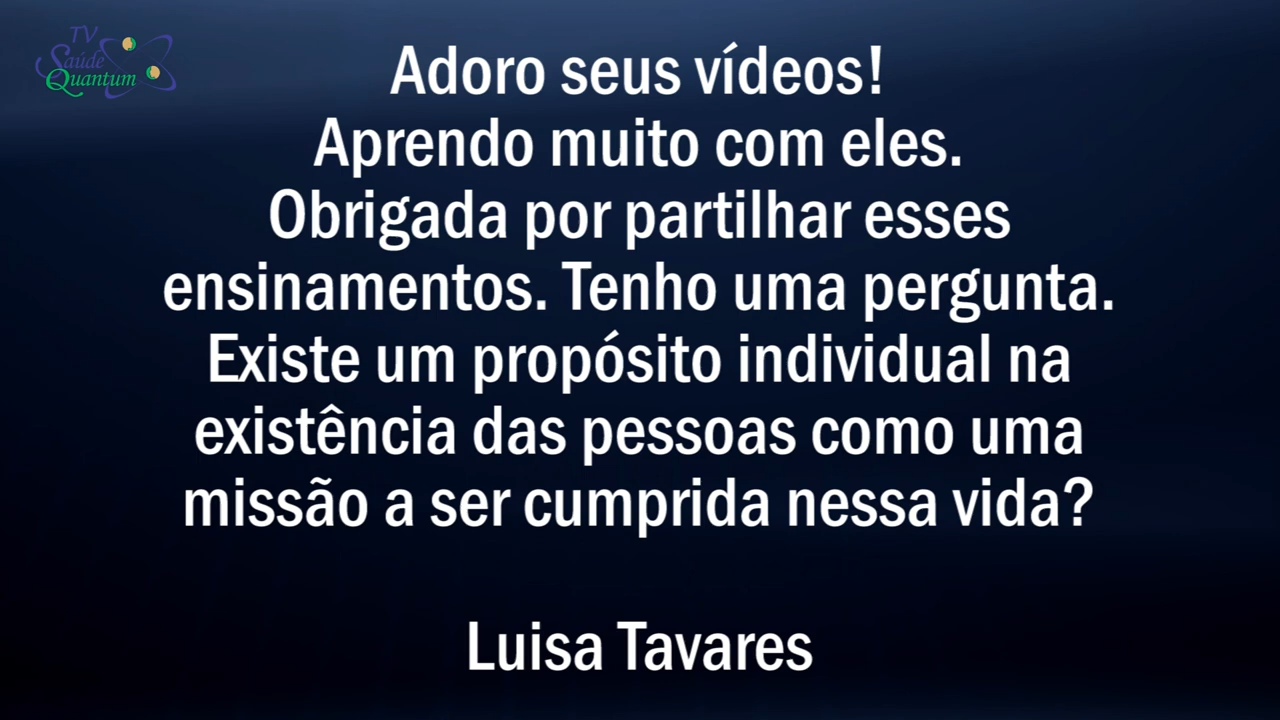 TV
Saúde
Quantum
Adoro seus vídeos!
Aprendo muito com eles.
Obrigada por partilhar esses
ensinamentos. Tenho uma pergunta.
Existe um propósito individual na
existência das pessoas como uma
missão a ser cumprida nessa vida?
Luisa Tavares